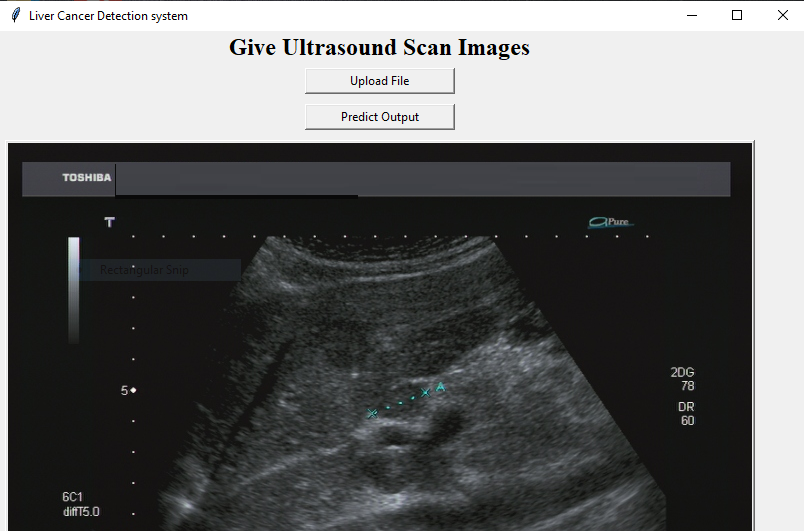 Liver Cancer Detection system
Give Ultrasound Scan Images
Upload File
Predict Output
TOSHIBA
T
aPure
Rectangular Snip
2DG
78
5
DR
60
A
6C1
diffT5.0